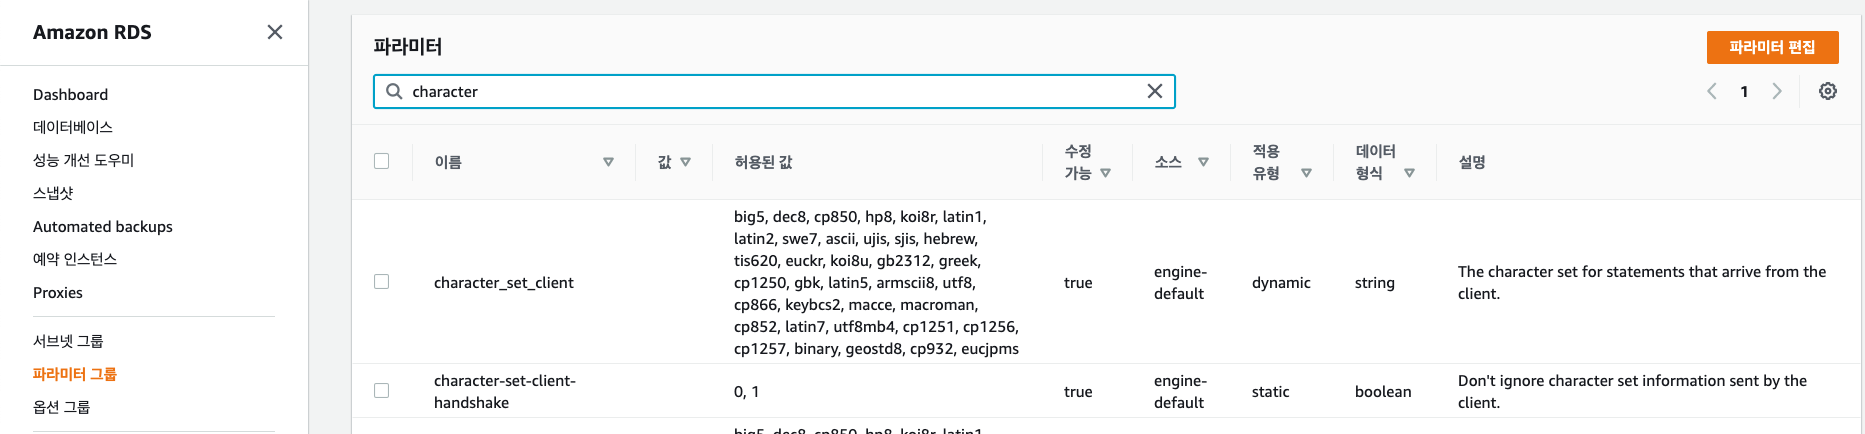 Amazon RDS
Dashboard
데이터베이스
성능 개선 도우미
스냅샷
Automated backups
예약 인스턴스
Proxies
서브넷 그룹
파라미터 그룹
옵션 그룹
파라미터
파라미터 편집
character
1
이름
값
허용된 값
수정
가능
소스
적용
유형
데이터
형식
설명
character_set_client
big5, dec8, cp850, hp8, koi8r, latin1,
latin2, swe7, ascii, ujis, sjis, hebrew,
tis620, euckr, koi8u, gb2312, greek,
cp1250, gbk, latin5, armscii8, utf8,
cp866, keybcs2, macce, macroman,
cp852, latin7, utf8mb4, cp1251, cp1256,
cp1257, binary, geostd8, cp932, eucjpms
true
engine-
default
dynamic
string
The character set for statements that arrive from the
client.
character-set-client-
handshake
0, 1
true
engine-
default
static
boolean
Don't ignore character set information sent by the
client.
big5, dec8, cp850, hp8, koi8r, latin1,